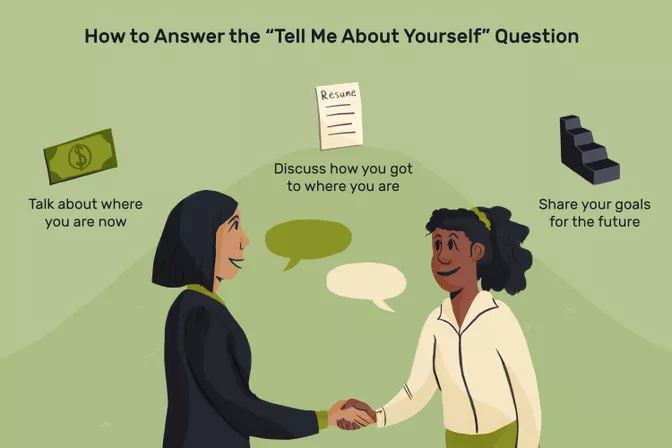 How to Answer the “Tell Me About Yourself” Question
Resume
Discuss how you got
to where you are
Talk about where
you are now
Share your goals
for the future
$